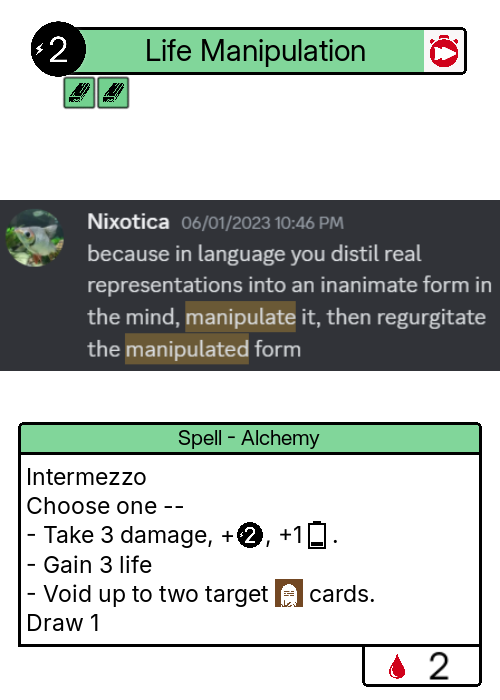 2 Life Manipulation
Nixotica 06/01/2023 10:46 PM
because in language you distil real
representations into an inanimate form in
the mind, manipulate it, then regurgitate
the manipulated form
Spell - Alchemy
Intermezzo
Choose one --
- Take 3 damage, +2, +1 .
- Gain 3 life
- Void up to two target cards.
Draw 1
2